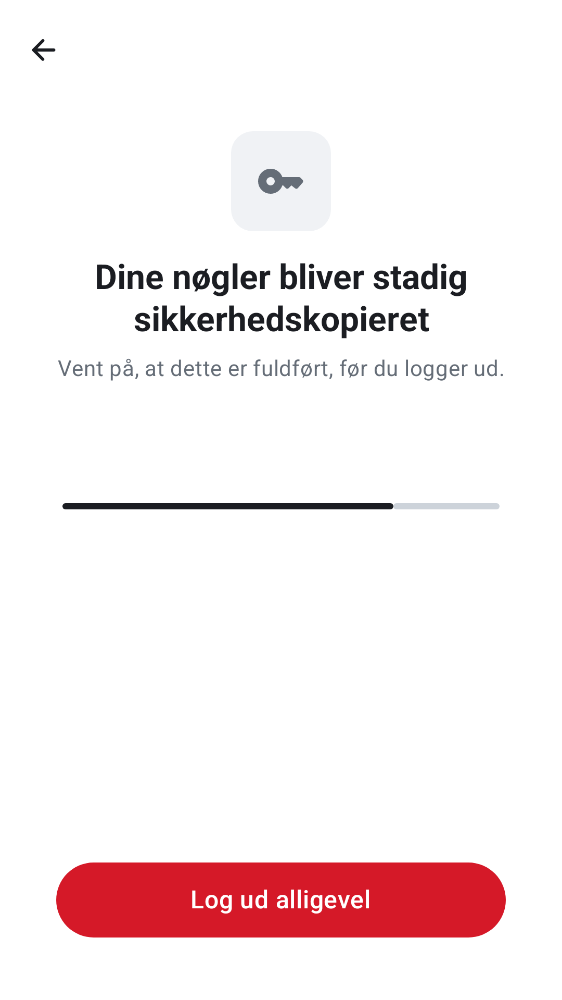 Dine nøgler bliver stadig
sikkerhedskopieret
Vent på, at dette er fuldført, før du logger ud.
Log ud alligevel